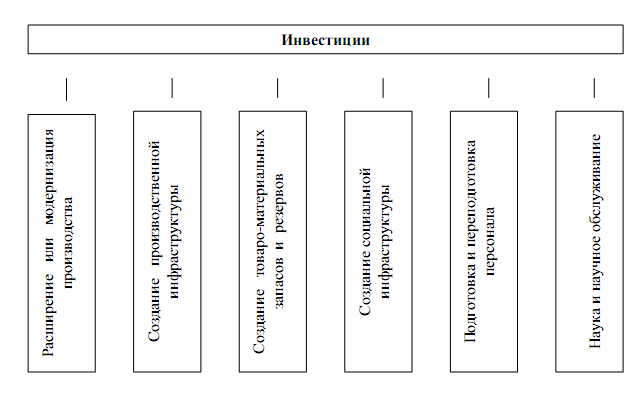 Инвестиции
Расширение или модернизация
производства
Создание производственной
инфраструктуры
Создание товаро-материальных
запасов и резервов
Создание социальной
инфраструктуры
Подготовка и переподготовка
персонала
Наука и научное обслуживание